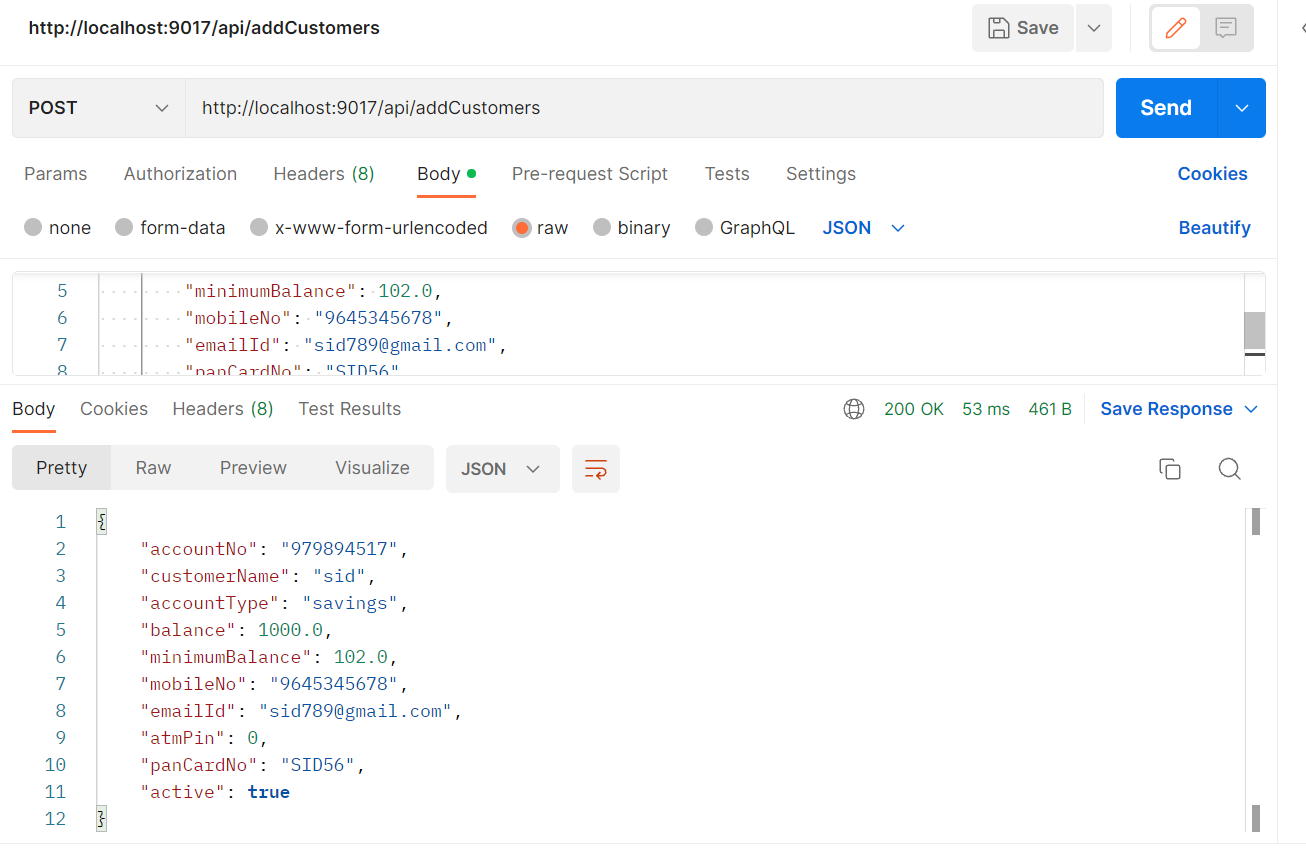 http://localhost:9017/api/addCustomers Save
POST http://localhost:9017/api/addCustomers Send
Params Authorization Headers (8) Body Pre-request Script Tests Settings Cookies
none form-data x-www-form-urlencoded raw binary GraphQL JSON Beautify
5 "minimumBalance": 102.0,
6 "mobileNo": "9645345678",
7 "emailId": "sid789@gmail.com",
8 "panCardNo": "SID56"
Body Cookies Headers (8) Test Results 200 OK 53 ms 461 B Save Response
Pretty Raw Preview Visualize JSON
1 {
2 "accountNo": "979894517",
3 "customerName": "sid",
4 "accountType": "savings",
5 "balance": 1000.0,
6 "minimumBalance": 102.0,
7 "mobileNo": "9645345678",
8 "emailId": "sid789@gmail.com",
9 "atmPin": 0,
10 "panCardNo": "SID56",
11 "active": true
12 }